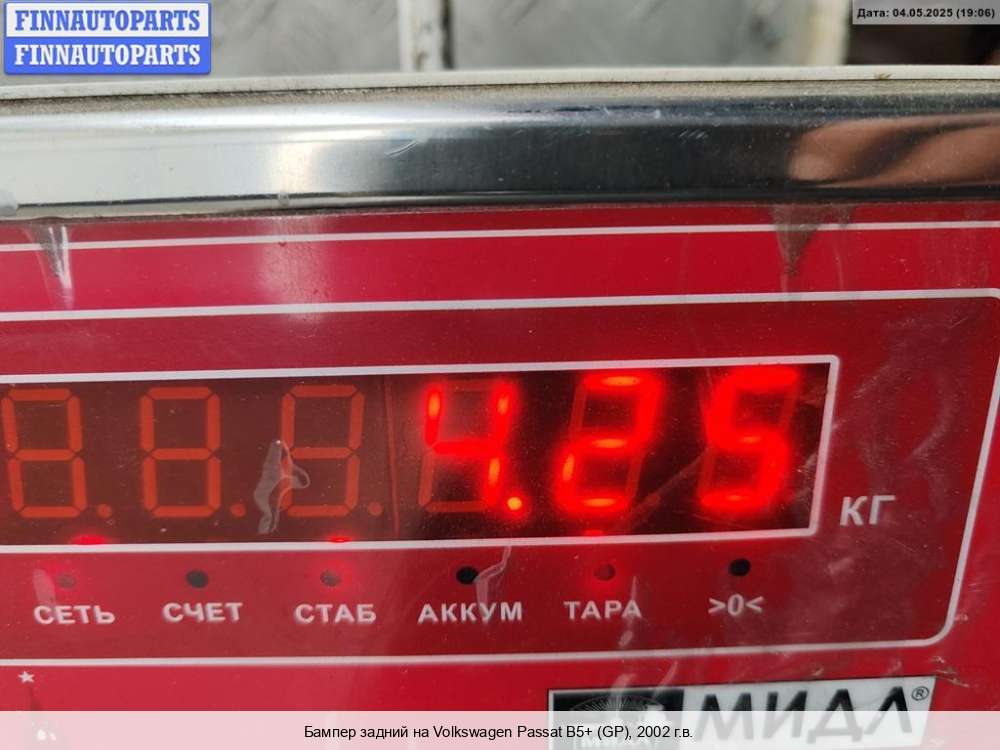 FINNAUTOPARTS
FINNAUTOPARTS
Дата: 04.05.2025 (19:06)
4.25
КГ
СЕТЬ СЧЕТ СТАБ АККУМ ТАРА >0<
МИДЛ®
МИДЛ
Бампер задний на Volkswagen Passat B5+ (GP), 2002 г.в.